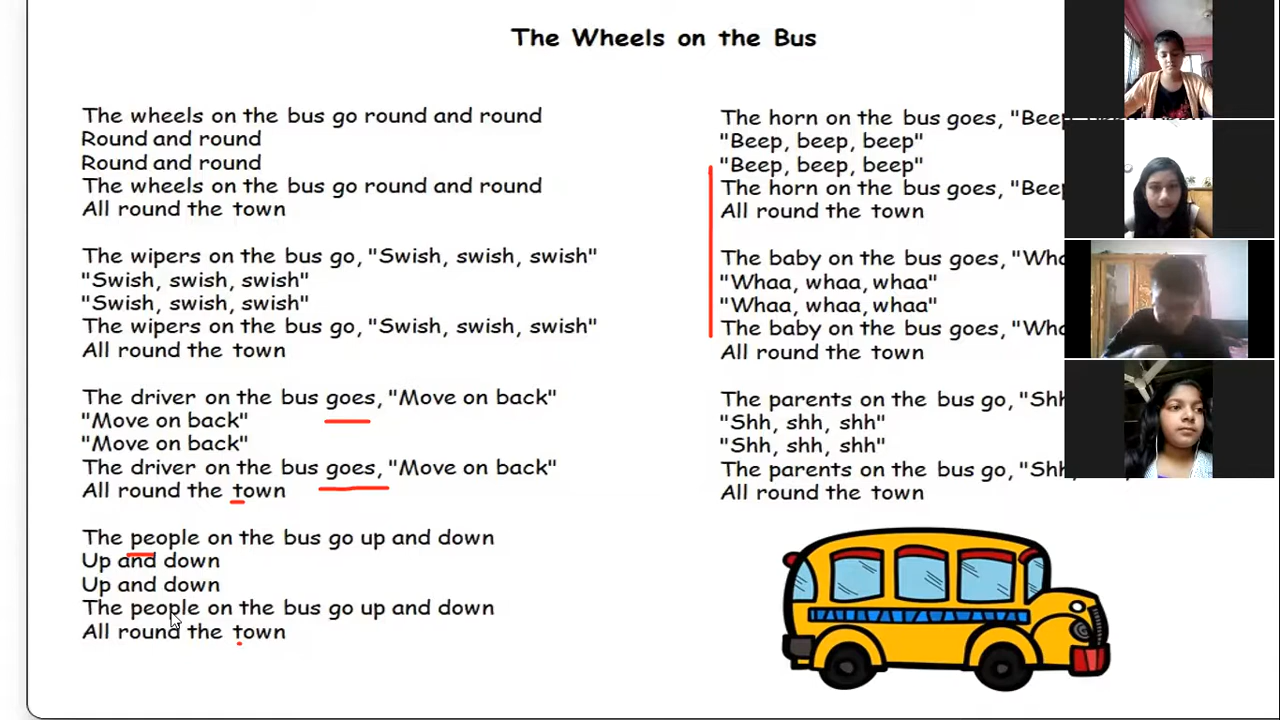 The Wheels on the Bus
The wheels on the bus go round and round
Round and round
Round and round
The wheels on the bus go round and round
All round the town
The wipers on the bus go, "Swish, swish, swish"
"Swish, swish, swish"
"Swish, swish, swish"
The wipers on the bus go, "Swish, swish, swish"
All round the town
The driver on the bus goes, "Move on back"
"Move on back"
"Move on back"
The driver on the bus goes, "Move on back"
All round the town
The people on the bus go up and down
Up and down
Up and down
The people on the bus go up and down
All round the town
The horn on the bus goes,
"Beep, beep, beep"
"Beep, beep, beep"
The horn on the bus goes,
All round the town
The baby on the bus goes,
"Whaa, whaa, whaa"
"Whaa, whaa, whaa"
The baby on the bus goes,
All round the town
The parents on the bus go,
"Shh, shh, shh"
"Shh, shh, shh"
The parents on the bus go,
All round the town